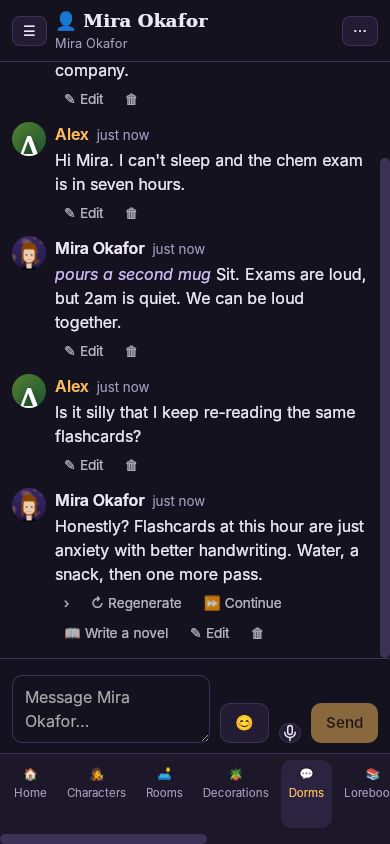 ☰ 👤 Mira Okafor ⋯
Mira Okafor
company.
✎ Edit 🗑
Alex just now
Hi Mira. I can't sleep and the chem exam
is in seven hours.
✎ Edit 🗑
Mira Okafor just now
pours a second mug Sit. Exams are loud,
but 2am is quiet. We can be loud
together.
✎ Edit 🗑
Alex just now
Is it silly that I keep re-reading the same
flashcards?
✎ Edit 🗑
Mira Okafor just now
Honestly? Flashcards at this hour are just
anxiety with better handwriting. Water, a
snack, then one more pass.
› ↻ Regenerate ⏩ Continue
📖 Write a novel ✎ Edit 🗑
Message Mira
Okafor...
😊 Send
Home Characters Rooms Decorations Dorms Loreboo